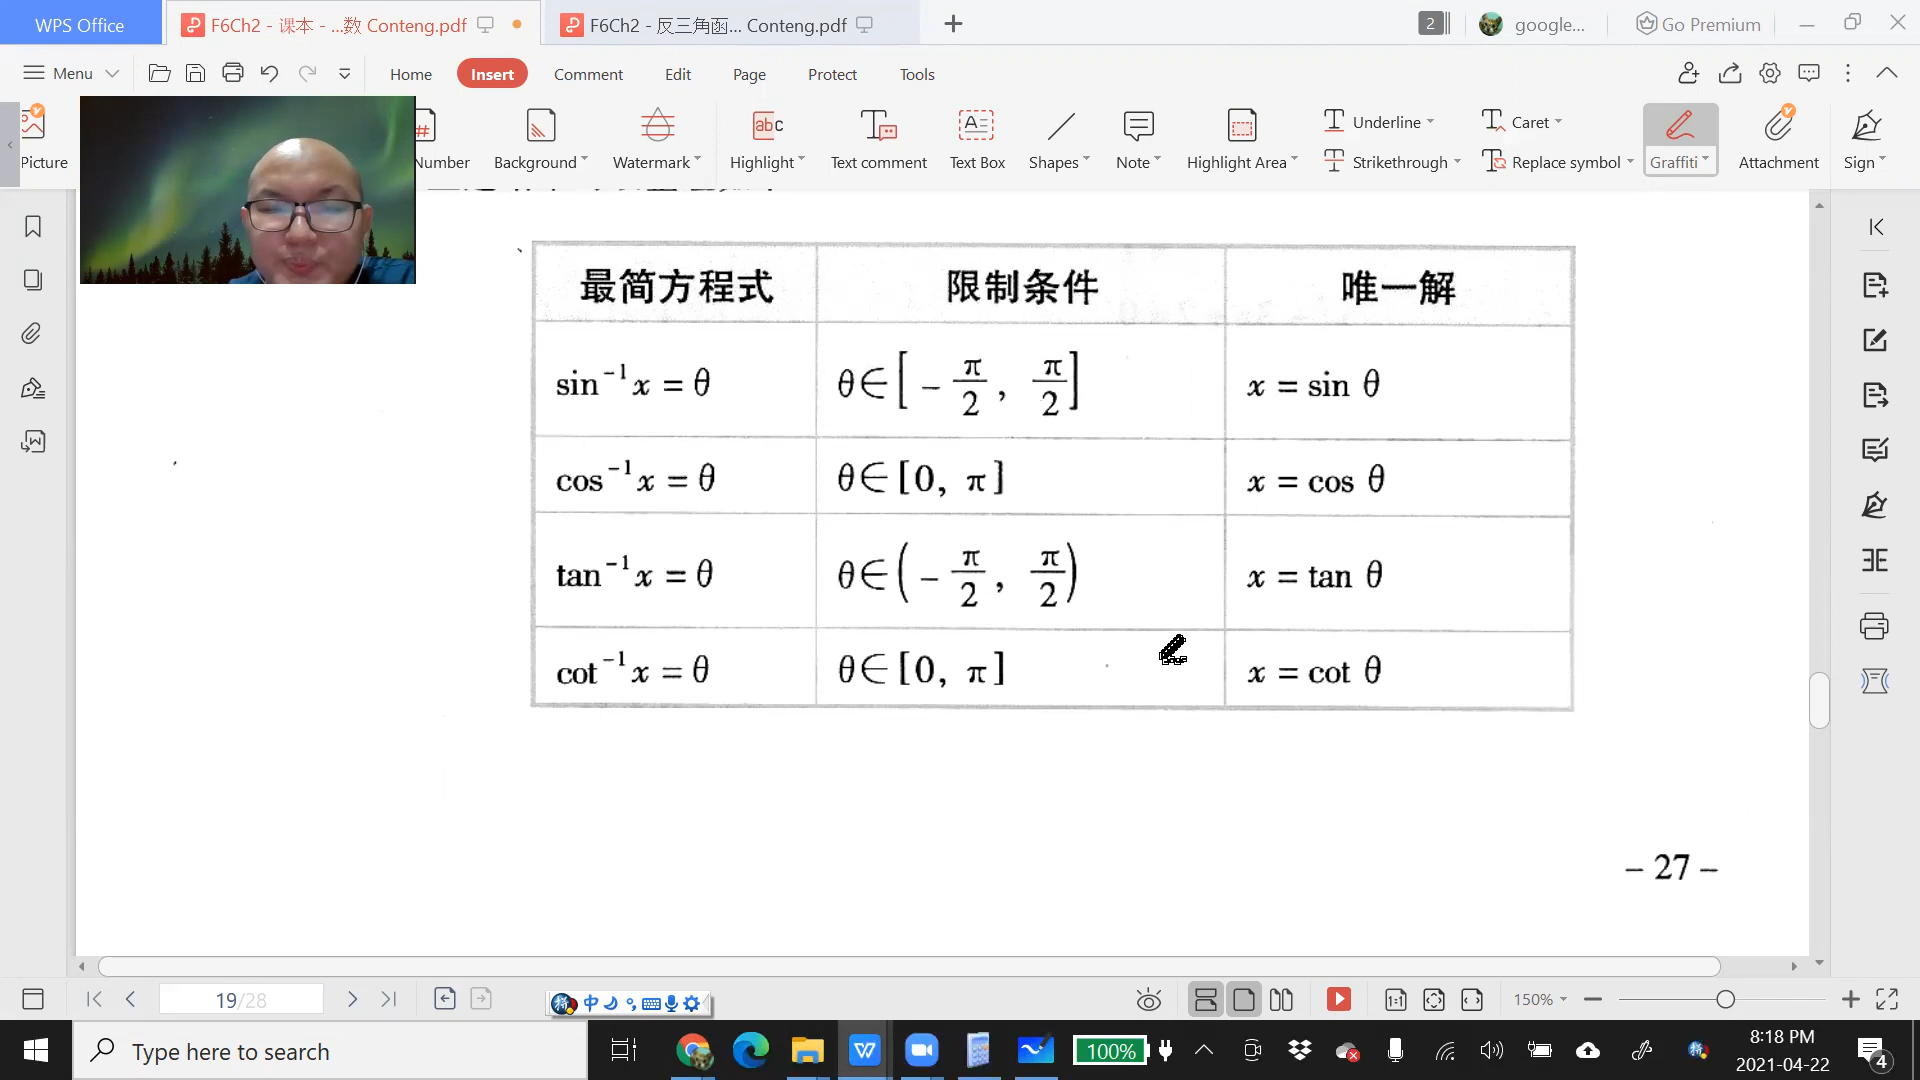 WPS Office
F6Ch2 - 课本 - ...数 Conteng.pdf
F6Ch2 - 反三角函... Conteng.pdf
2
google...
Go Premium
Menu
Home
Insert
Comment
Edit
Page
Protect
Tools
Picture
Number
Background
Watermark
Highlight
Text comment
Text Box
Shapes
Note
Highlight Area
Underline
Strikethrough
Caret
Replace symbol
Graffiti
Attachment
Sign
最简方程式 限制条件 唯一解
sin⁻¹x = θ θ∈[-π/2, π/2] x = sin θ
cos⁻¹x = θ θ∈[0, π] x = cos θ
tan⁻¹x = θ θ∈(-π/2, π/2) x = tan θ
cot⁻¹x = θ θ∈[0, π] x = cot θ
– 27 –
19/28
中
150%
Type here to search
100%
8:18 PM
2021-04-22
4